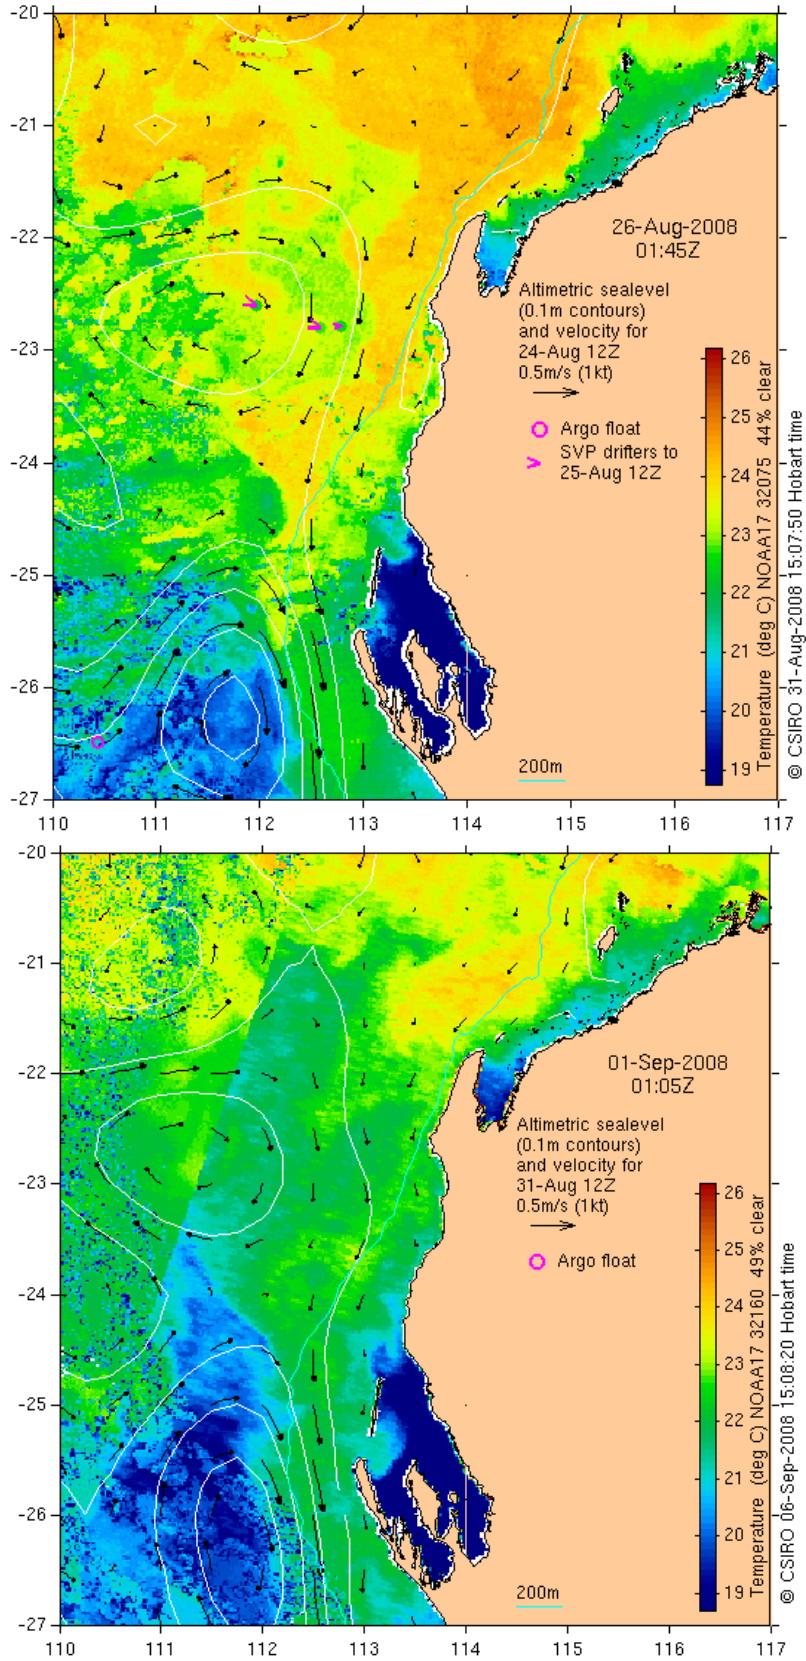 -20
-21
-22
-23
-24
-25
-26
-27
110
111
112
113
114
115
116
117
26-Aug-2008
01:45Z
Altimetric sealevel
(0.1m contours)
and velocity for
24-Aug 12Z
0.5m/s (1kt)
Argo float
SVP drifters to
25-Aug 12Z
200m
26
25
24
23
22
21
20
19
Temperature (deg C) NOAA17 32075 44% clear
© CSIRO 31-Aug-2008 15:07:50 Hobart time
-20
-21
-22
-23
-24
-25
-26
-27
110
111
112
113
114
115
116
117
01-Sep-2008
01:05Z
Altimetric sealevel
(0.1m contours)
and velocity for
31-Aug 12Z
0.5m/s (1kt)
Argo float
200m
26
25
24
23
22
21
20
19
Temperature (deg C) NOAA17 32160 49% clear
© CSIRO 06-Sep-2008 15:08:20 Hobart time